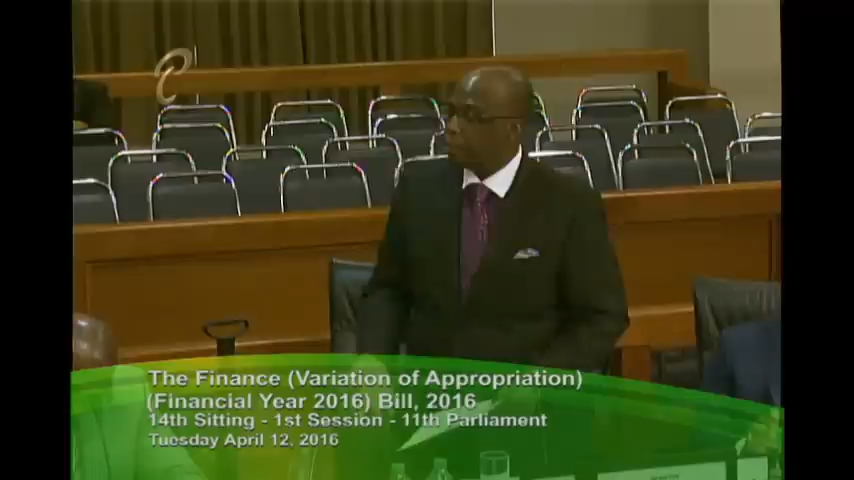 The Finance (Variation of Appropriation)
(Financial Year 2016) Bill, 2016
14th Sitting - 1st Session - 11th Parliament
Tuesday April 12, 2016